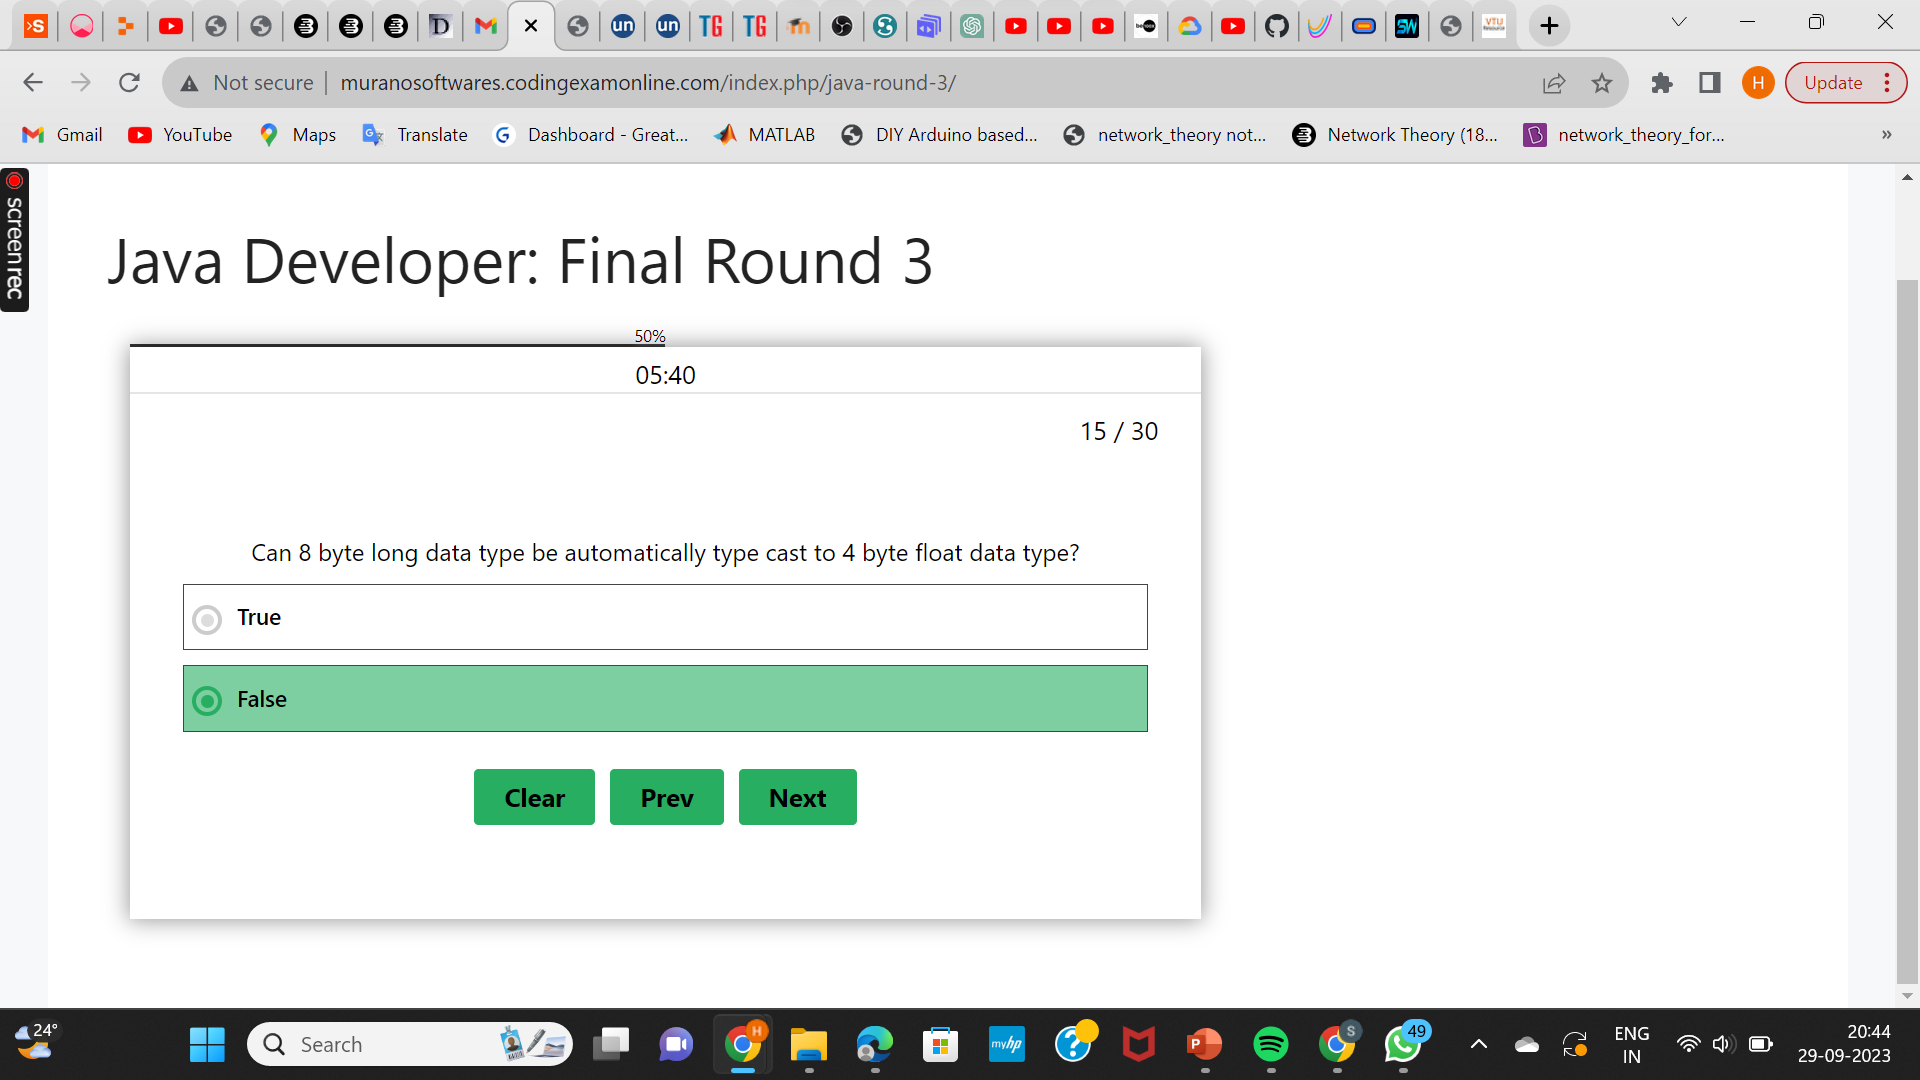 Not secure
muranosoftwares.codingexamonline.com/index.php/java-round-3/
H
Update
Gmail
YouTube
Maps
Translate
Dashboard - Great...
MATLAB
DIY Arduino based...
network_theory not...
Network Theory (18...
network_theory_for...
»
screenrec
Java Developer: Final Round 3
50%
05:40
15 / 30
Can 8 byte long data type be automatically type cast to 4 byte float data type?
True
False
Clear
Prev
Next
24°
Search
H
myhp
P
S
49
ENG
IN
20:44
29-09-2023